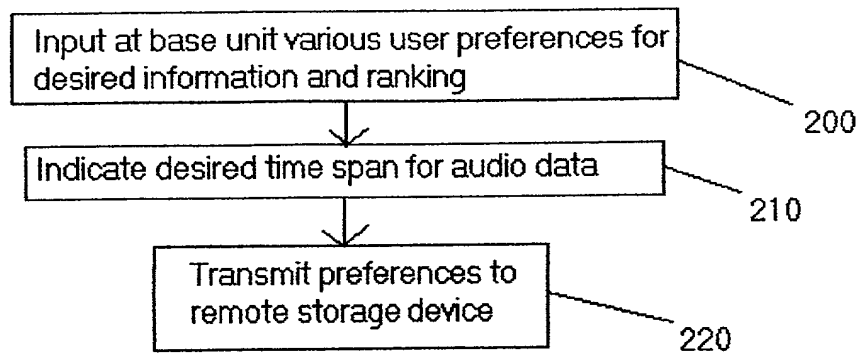 Input at base unit various user preferences for
desired information and ranking
200
Indicate desired time span for audio data
210
Transmit preferences to
remote storage device
220